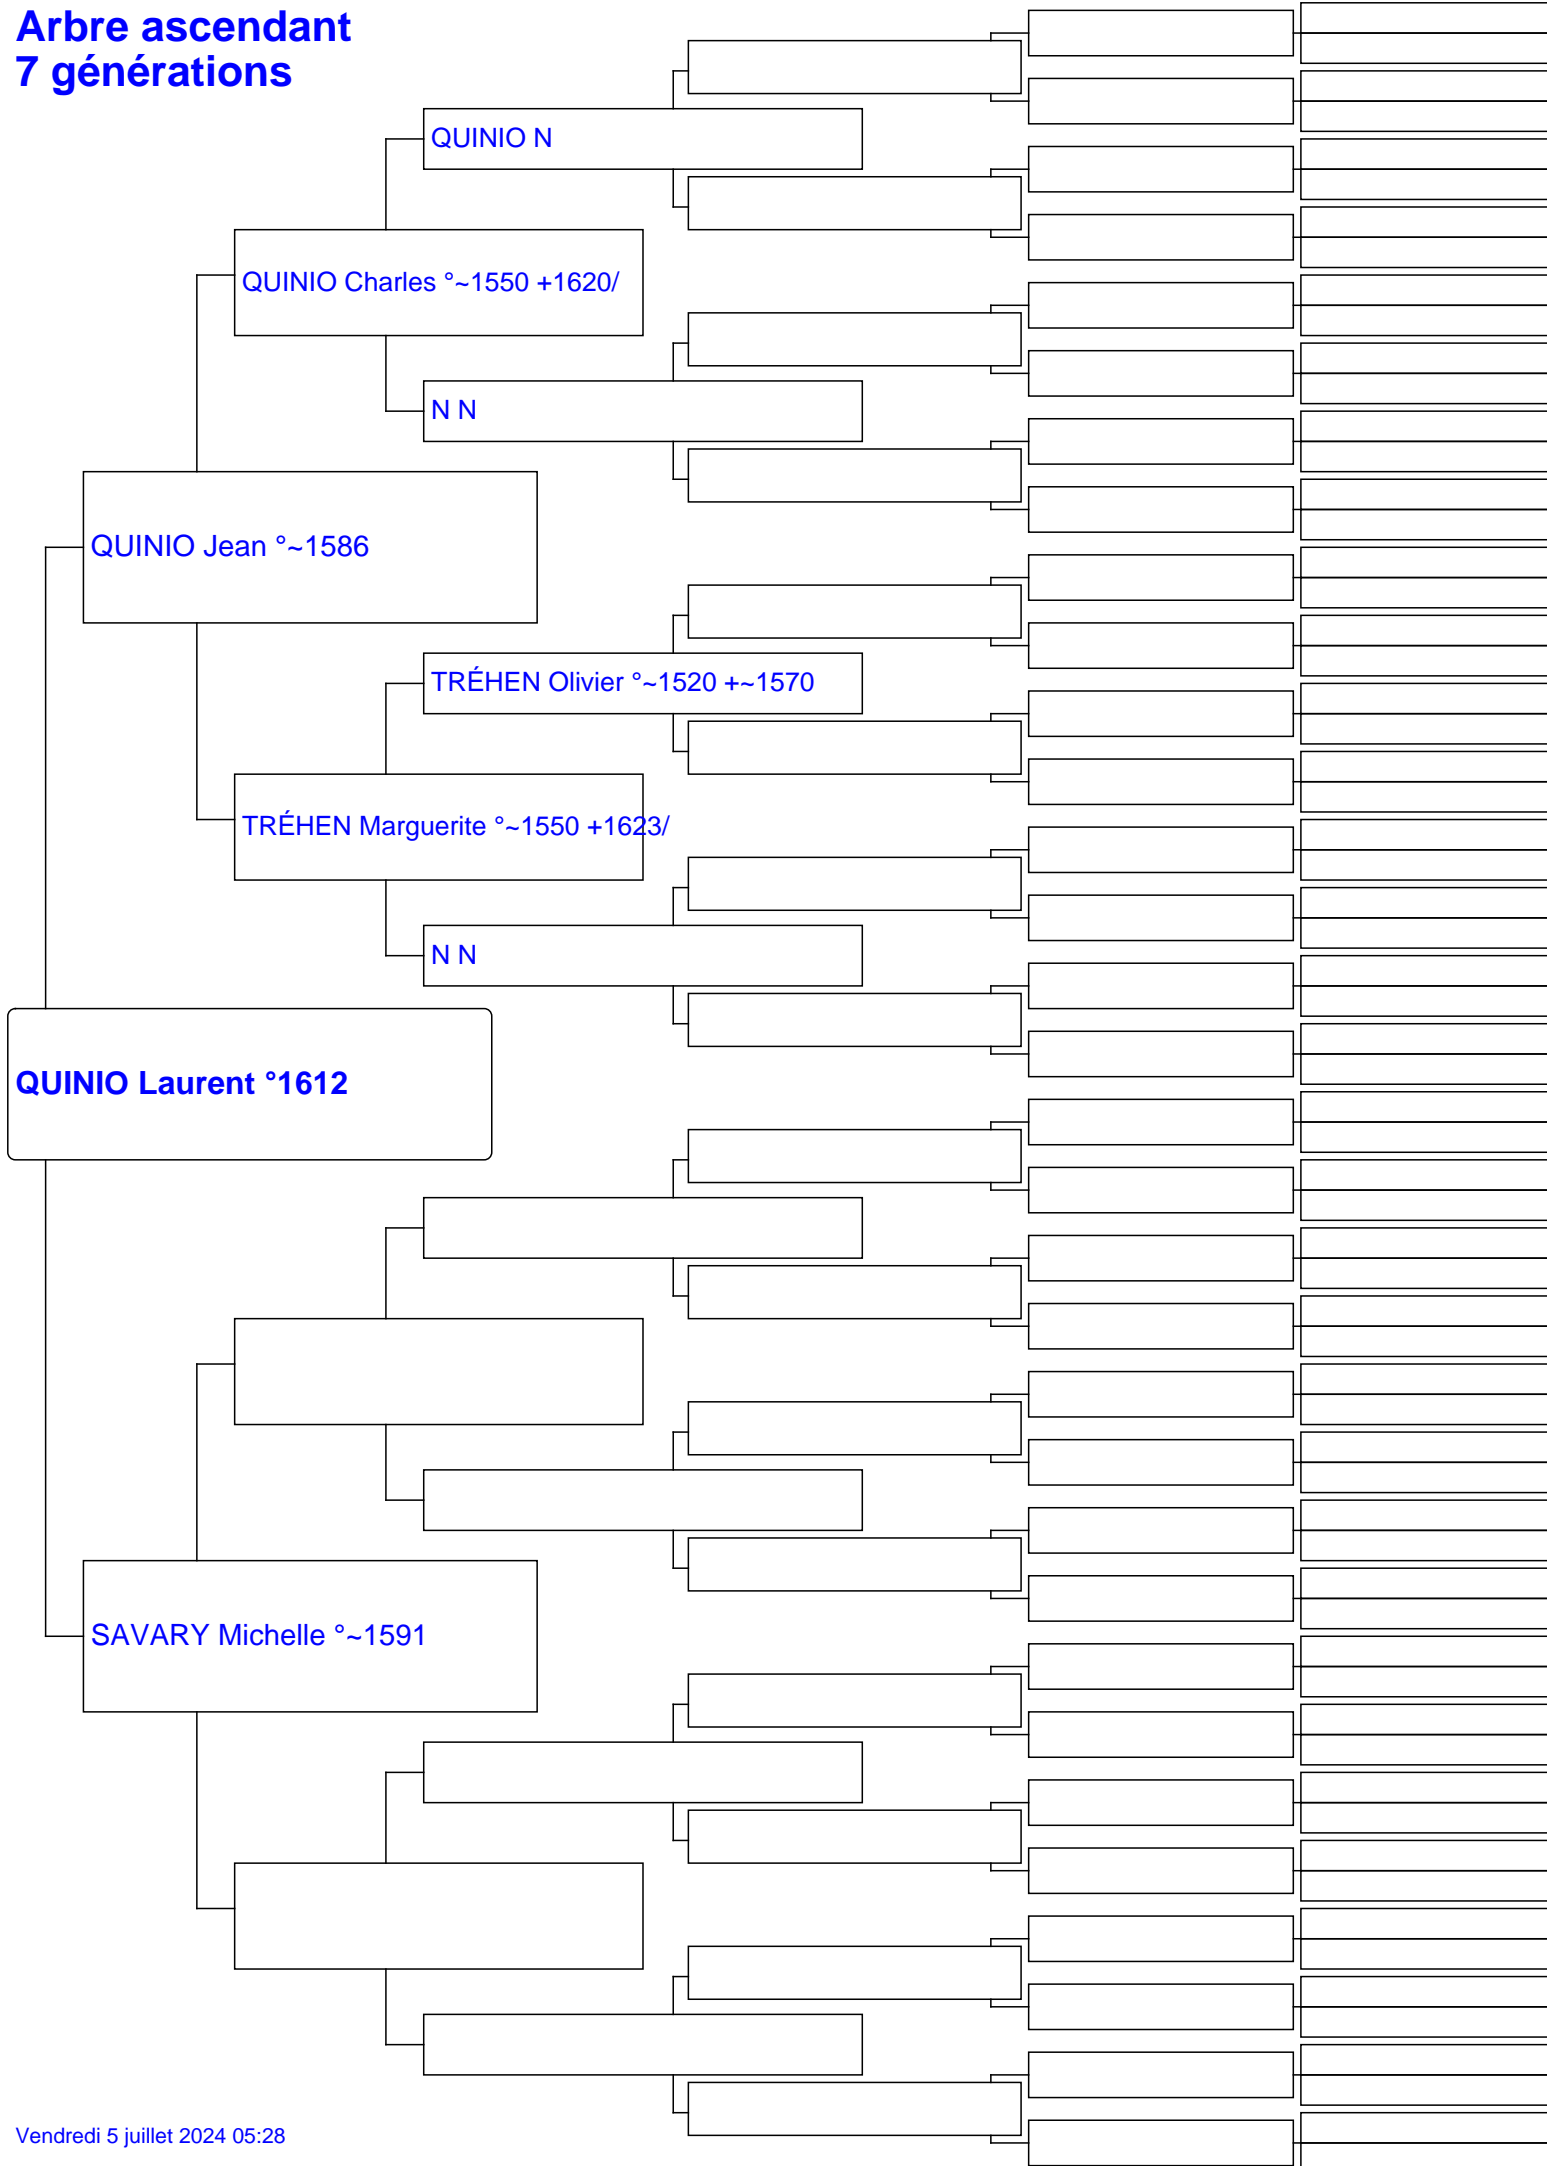 Arbre ascendant
7 générations
QUINIO N
QUINIO Charles °~1550 +1620/
N N
QUINIO Jean °~1586
TRÉHEN Olivier °~1520 +~1570
TRÉHEN Marguerite °~1550 +1623/
N N
QUINIO Laurent °1612
SAVARY Michelle °~1591
Vendredi 5 juillet 2024 05:28